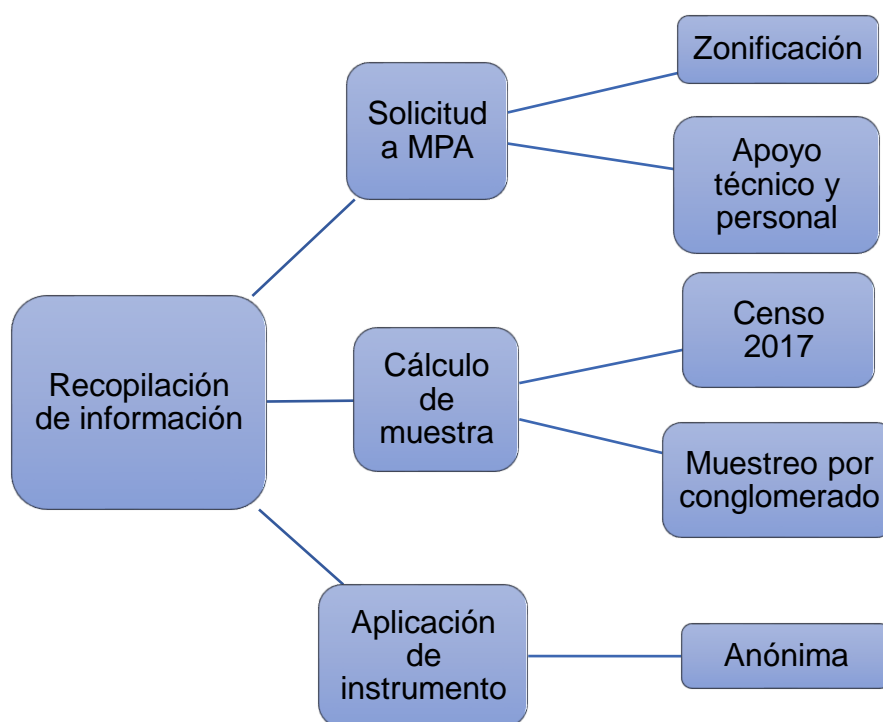 Recopilación
de información
Solicitud
a MPA
Zonificación
Apoyo
técnico y
personal
Cálculo
de
muestra
Censo
2017
Muestreo por
conglomerado
Aplicación
de
instrumento
Anónima